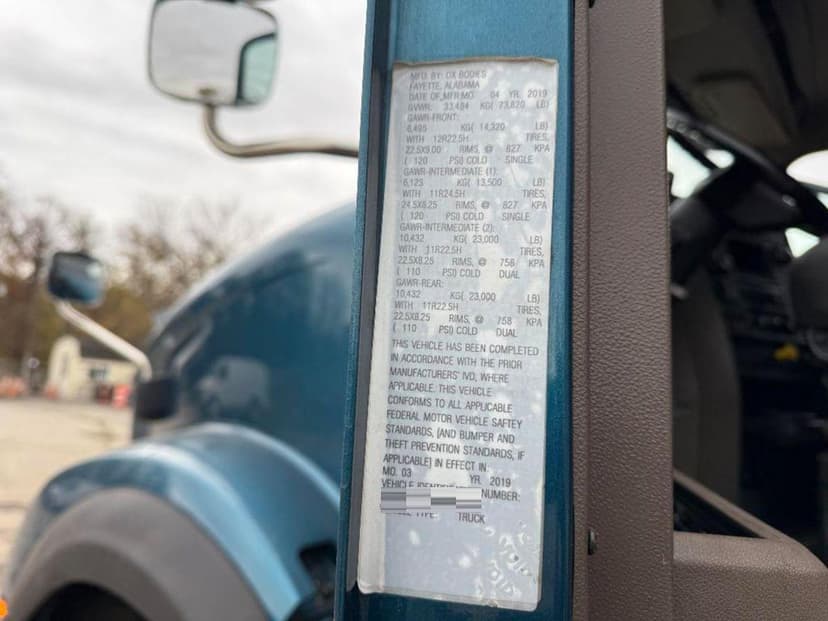 MFG. BY: OX BODIES
FAYETTE, ALABAMA
DATE OF MFR:MO. 04 YR. 2019
GVWR: 33,484 KG( 73,820 LB)
GAWR-FRONT:
6,495 KG( 14,320 LB)
WITH 12R22.5H TIRES,
22.5X9.00 RIMS, @ 827 KPA
( 120 PSI) COLD SINGLE
GAWR-INTERMEDIATE (1):
6,123 KG( 13,500 LB)
WITH 11R24.5H TIRES,
24.5X8.25 RIMS, @ 827 KPA
( 120 PSI) COLD SINGLE
GAWR-INTERMEDIATE (2):
10,432 KG( 23,000 LB)
WITH 11R22.5H TIRES,
22.5X8.25 RIMS, @ 758 KPA
( 110 PSI) COLD DUAL
GAWR-REAR:
10,432 KG( 23,000 LB)
WITH 11R22.5H TIRES,
22.5X8.25 RIMS, @ 758 KPA
( 110 PSI) COLD DUAL
THIS VEHICLE HAS BEEN COMPLETED
IN ACCORDANCE WITH THE PRIOR
MANUFACTURERS' IVD, WHERE
APPLICABLE. THIS VEHICLE
CONFORMS TO ALL APPLICABLE
FEDERAL MOTOR VEHICLE SAFTEY
STANDARDS, [AND BUMPER AND
THEFT PREVENTION STANDARDS, IF
APPLICABLE] IN EFFECT IN:
MO. 03 YR. 2019
VEHICLE NUMBER:
TYPE TRUCK